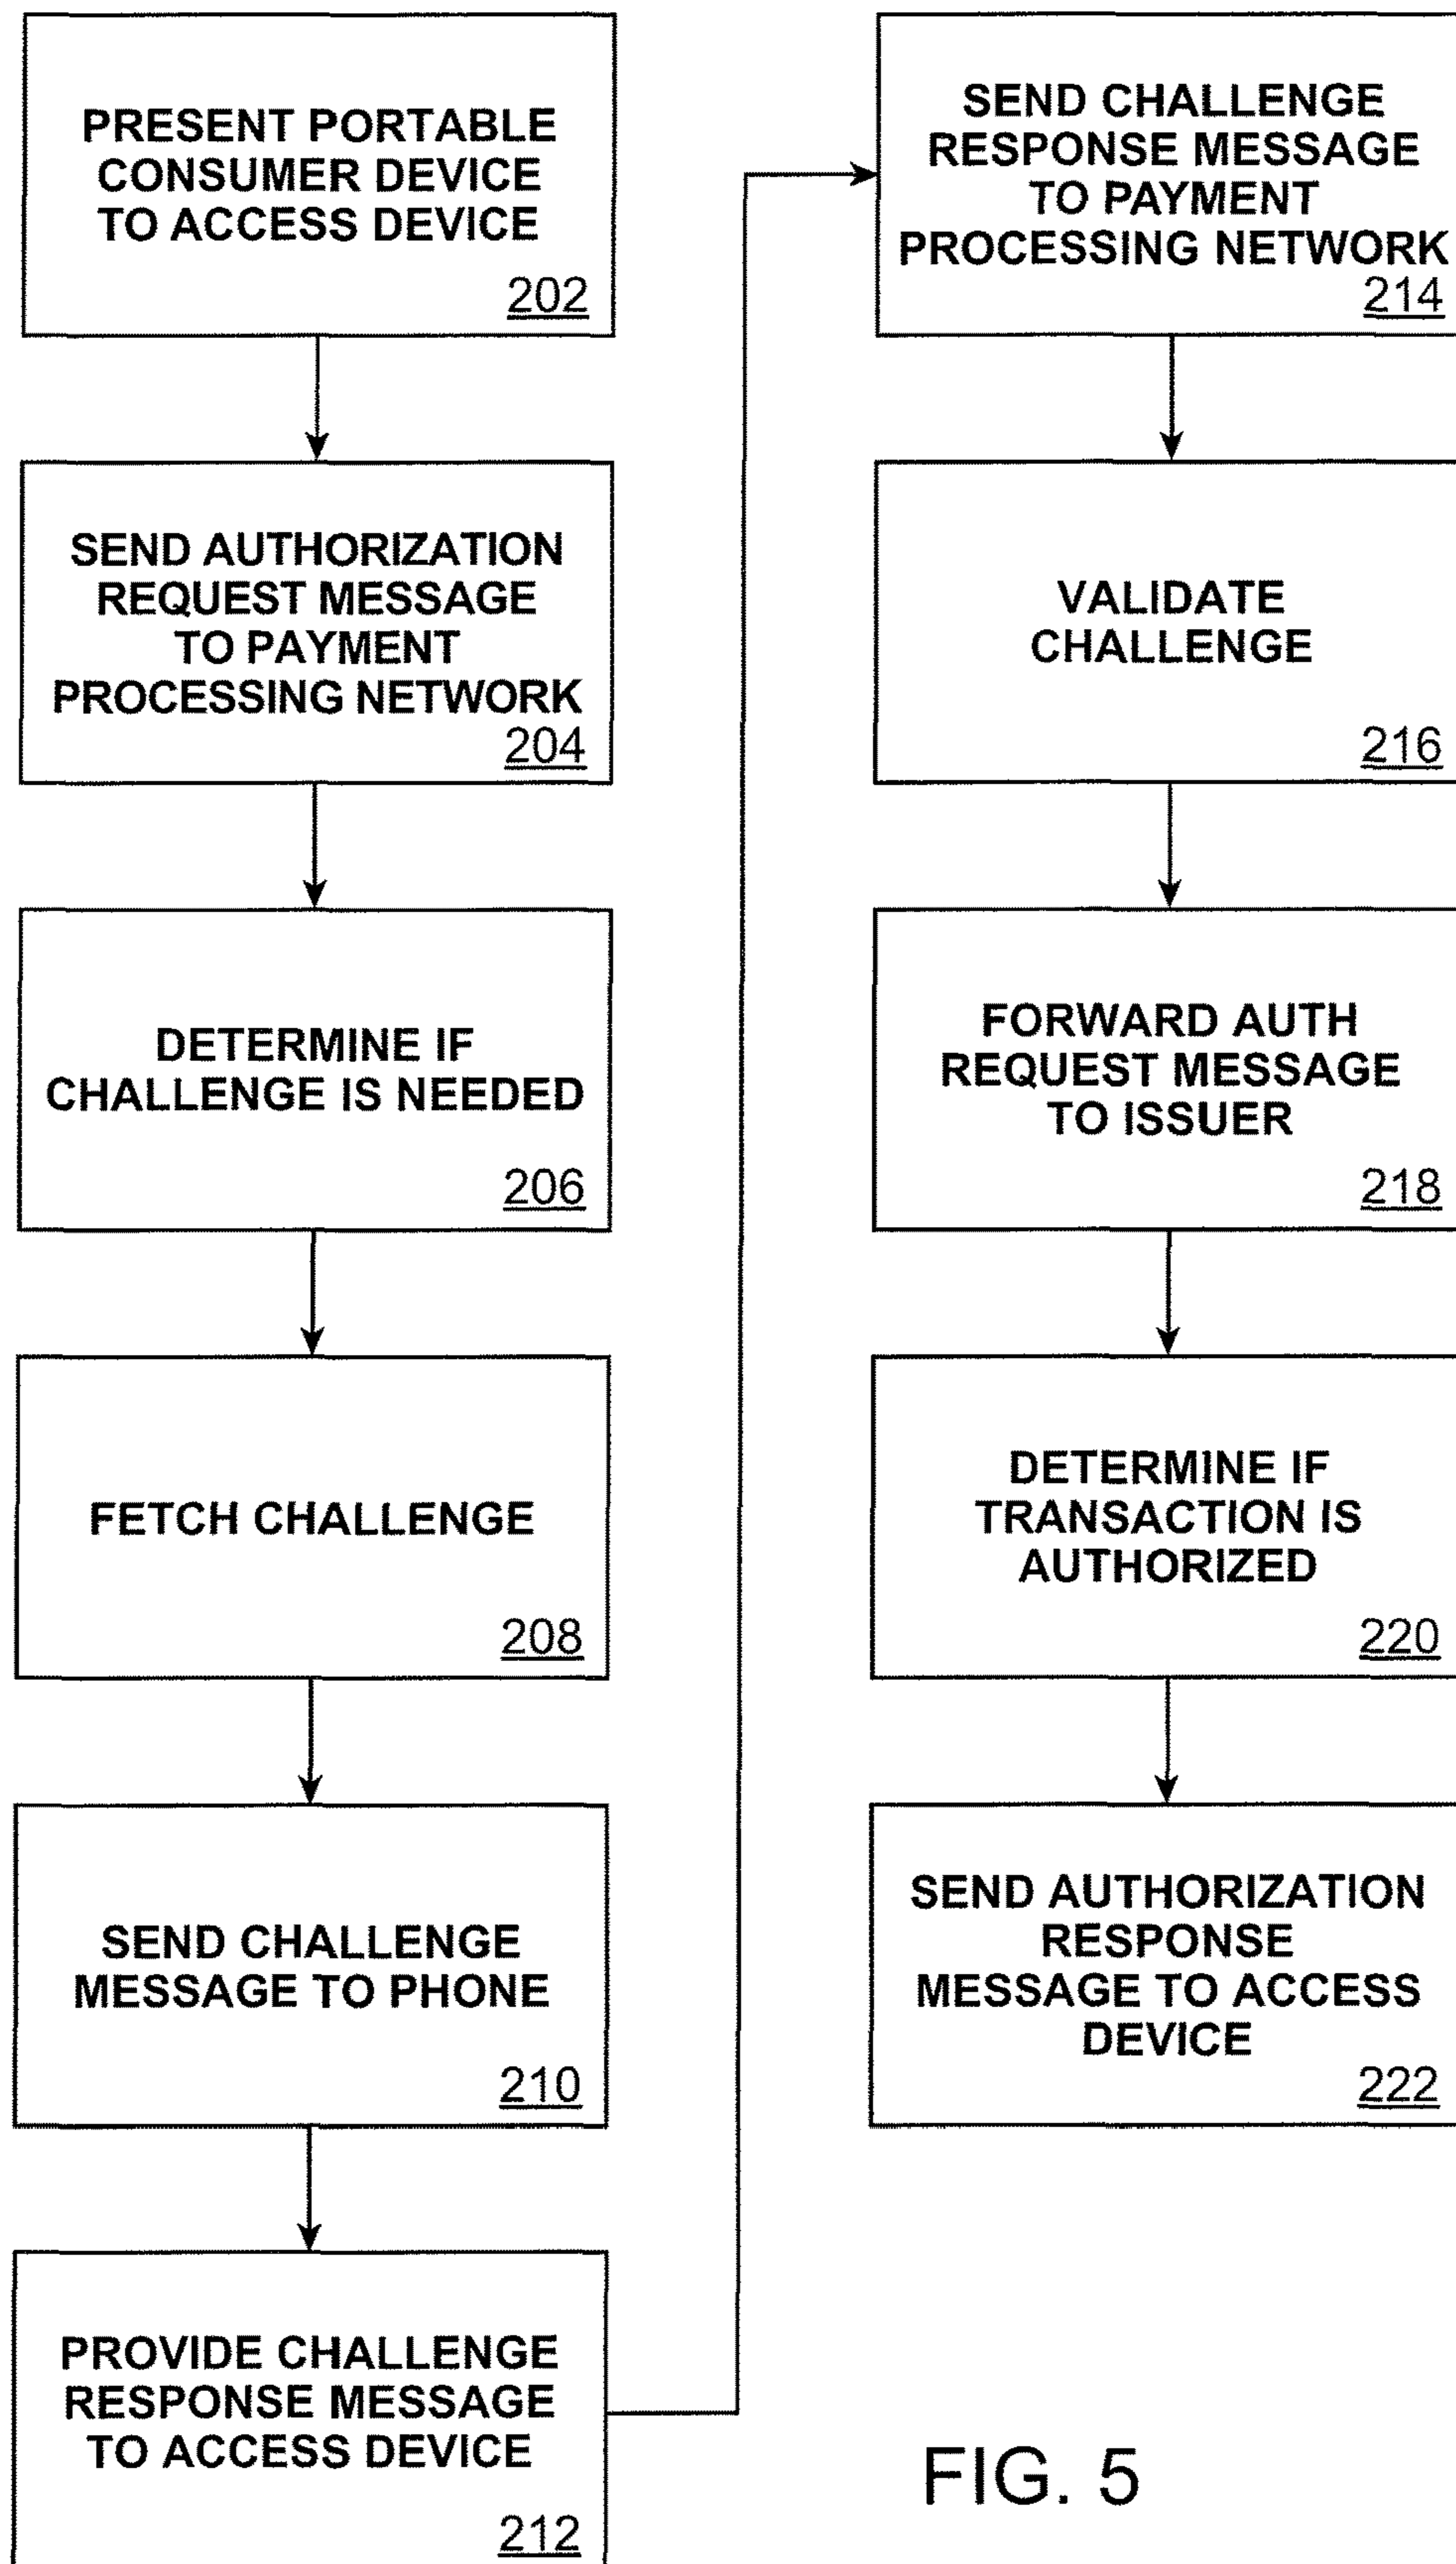 PRESENT PORTABLE
CONSUMER DEVICE
TO ACCESS DEVICE
202
SEND AUTHORIZATION
REQUEST MESSAGE
TO PAYMENT
PROCESSING NETWORK
204
DETERMINE IF
CHALLENGE IS NEEDED
206
FETCH CHALLENGE
208
SEND CHALLENGE
MESSAGE TO PHONE
210
PROVIDE CHALLENGE
RESPONSE MESSAGE
TO ACCESS DEVICE
212
SEND CHALLENGE
RESPONSE MESSAGE
TO PAYMENT
PROCESSING NETWORK
214
VALIDATE
CHALLENGE
216
FORWARD AUTH
REQUEST MESSAGE
TO ISSUER
218
DETERMINE IF
TRANSACTION IS
AUTHORIZED
220
SEND AUTHORIZATION
RESPONSE
MESSAGE TO ACCESS
DEVICE
222
FIG. 5